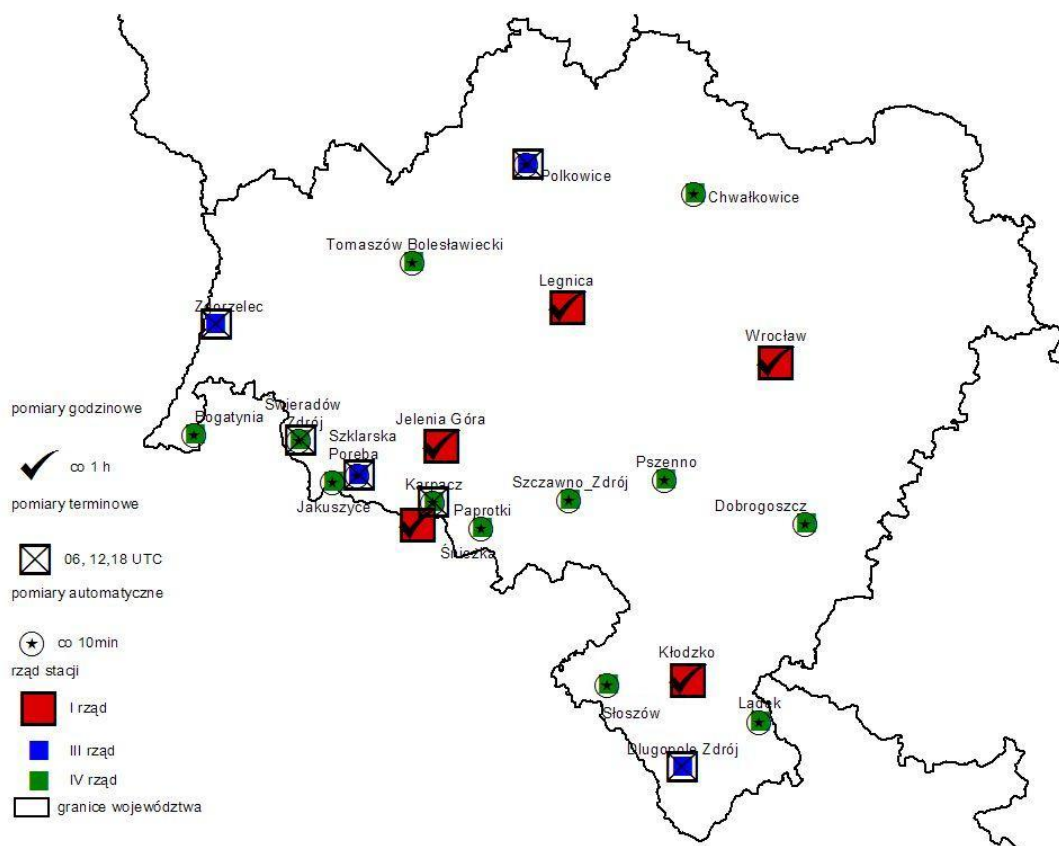 Polkowice
Chwałkowice
Tomaszów Bolesławiecki
Legnica
Zgorzelec
Wrocław
pomiary godzinowe
Bogatynia
Świeradów
Zdrój
Jelenia Góra
Szklarska
Poręba
co 1 h
pomiary terminowe
Jakuszyce
Karpacz
Paprotki
Szczawno_Zdrój
Pszenno
Dobrogoszcz
Śnieżka
06, 12,18 UTC
pomiary automatyczne
co 10min
rząd stacji
Kłodzko
Słoszów
Ladek
I rząd
Dlugopole Zdrój
III rząd
IV rząd
granice województwa